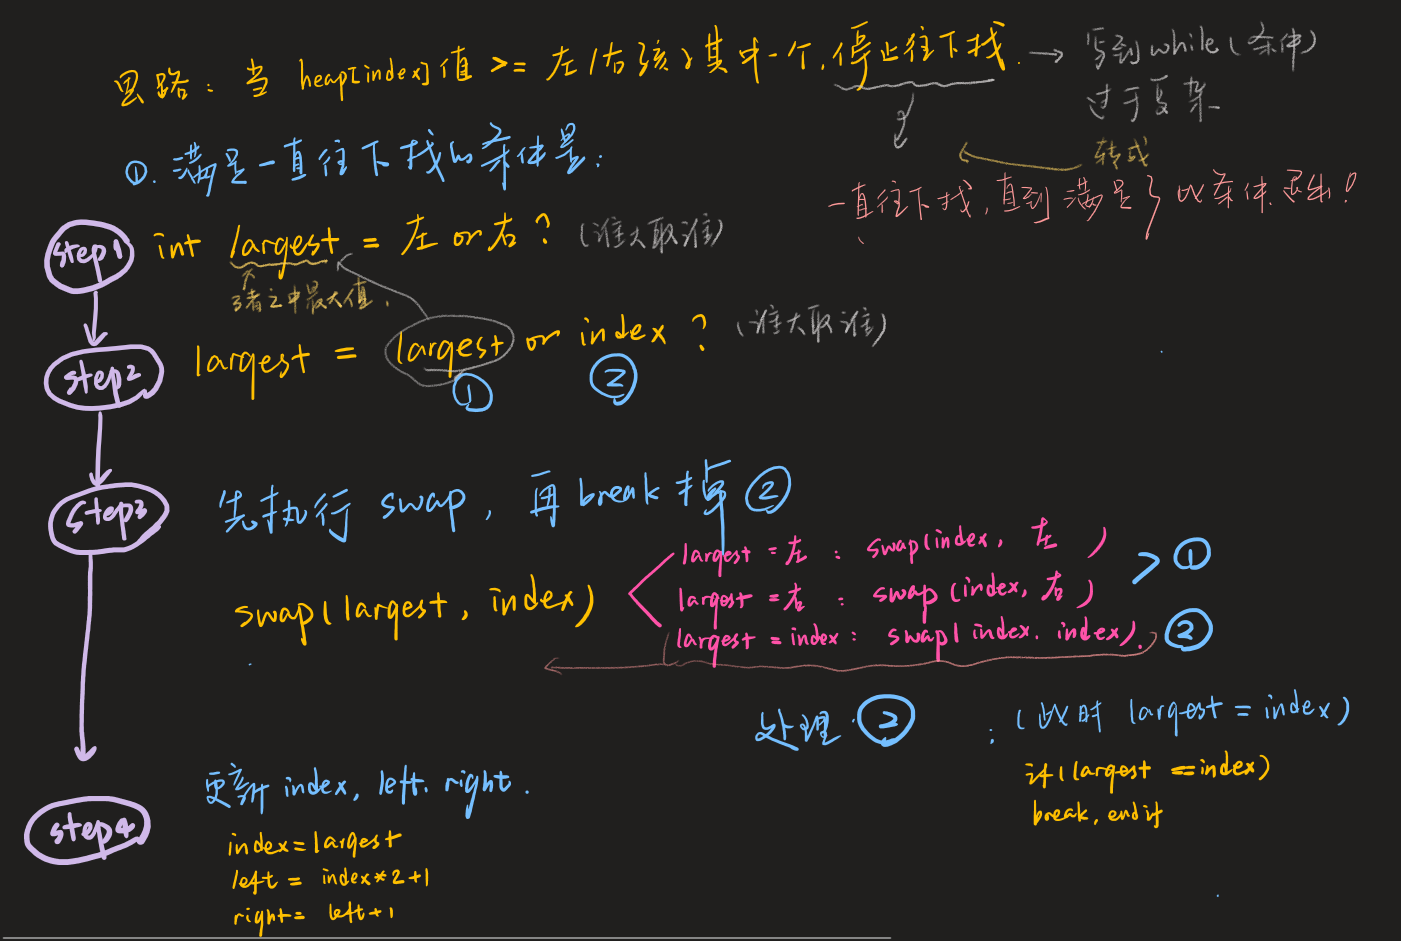 思路：当 heap[index] 值 >= 左/右孩子其中一个，停止往下找. → 写到while(条件)
过于复杂.
转成
一直往下找，直到满足了此条件退出！
①. 满足一直往下找的条件是：
step1 int largest = 左 or 右？（谁大取谁）
3者之中最大值.
step2 largest = largest or index？（谁大取谁）
① ②
step3 先执行 swap，再 break 掉 ②
swap(largest, index)
largest = 左 : swap(index, 左)
largest = 右 : swap(index, 右)
①
largest = index : swap(index. index). ②
处理 ② : (此时 largest = index)
if(largest == index)
break, endif
step4 更新 index, left. right.
index = largest
left = index*2+1
right = left+1